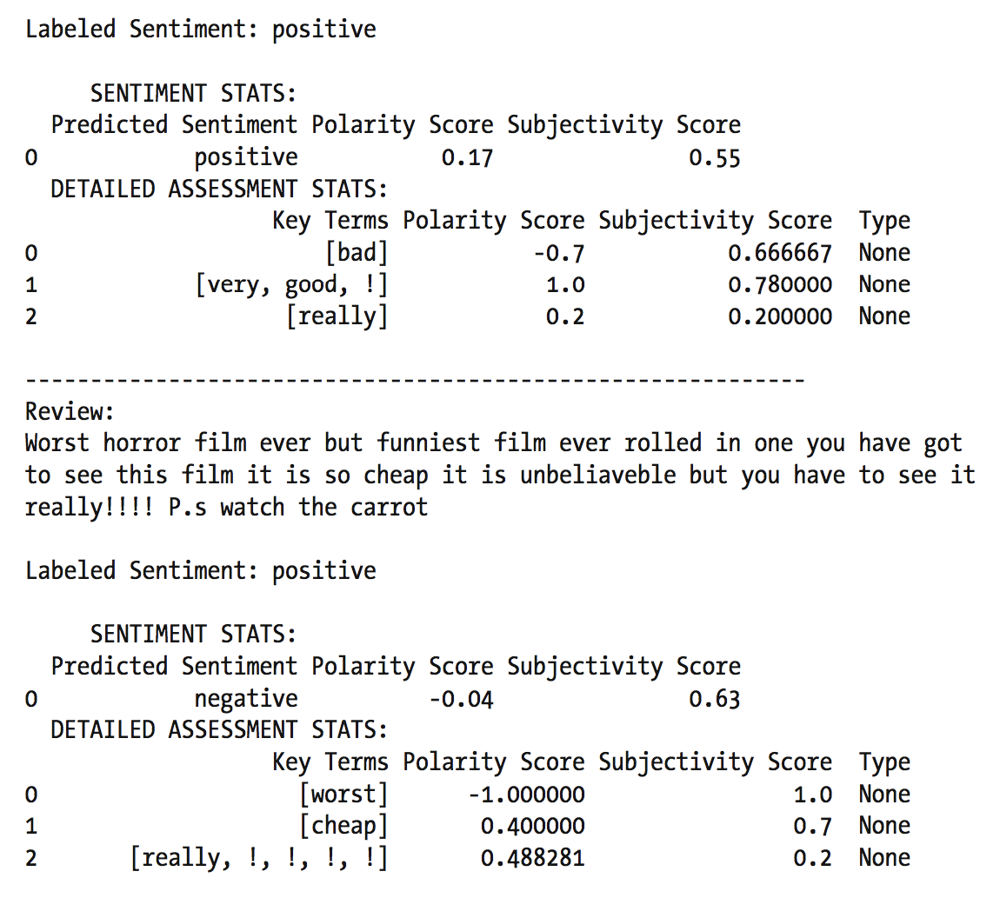 Labeled Sentiment: positive
SENTIMENT STATS:
Predicted Sentiment Polarity Score Subjectivity Score
0 positive 0.17 0.55
DETAILED ASSESSMENT STATS:
Key Terms Polarity Score Subjectivity Score Type
0 [bad] -0.7 0.666667 None
1 [very, good, !] 1.0 0.780000 None
2 [really] 0.2 0.200000 None
------------------------------------------------------------
Review:
Worst horror film ever but funniest film ever rolled in one you have got
to see this film it is so cheap it is unbeliaveble but you have to see it
really!!!! P.s watch the carrot
Labeled Sentiment: positive
SENTIMENT STATS:
Predicted Sentiment Polarity Score Subjectivity Score
0 negative -0.04 0.63
DETAILED ASSESSMENT STATS:
Key Terms Polarity Score Subjectivity Score Type
0 [worst] -1.000000 1.0 None
1 [cheap] 0.400000 0.7 None
2 [really, !, !, !, !] 0.488281 0.2 None